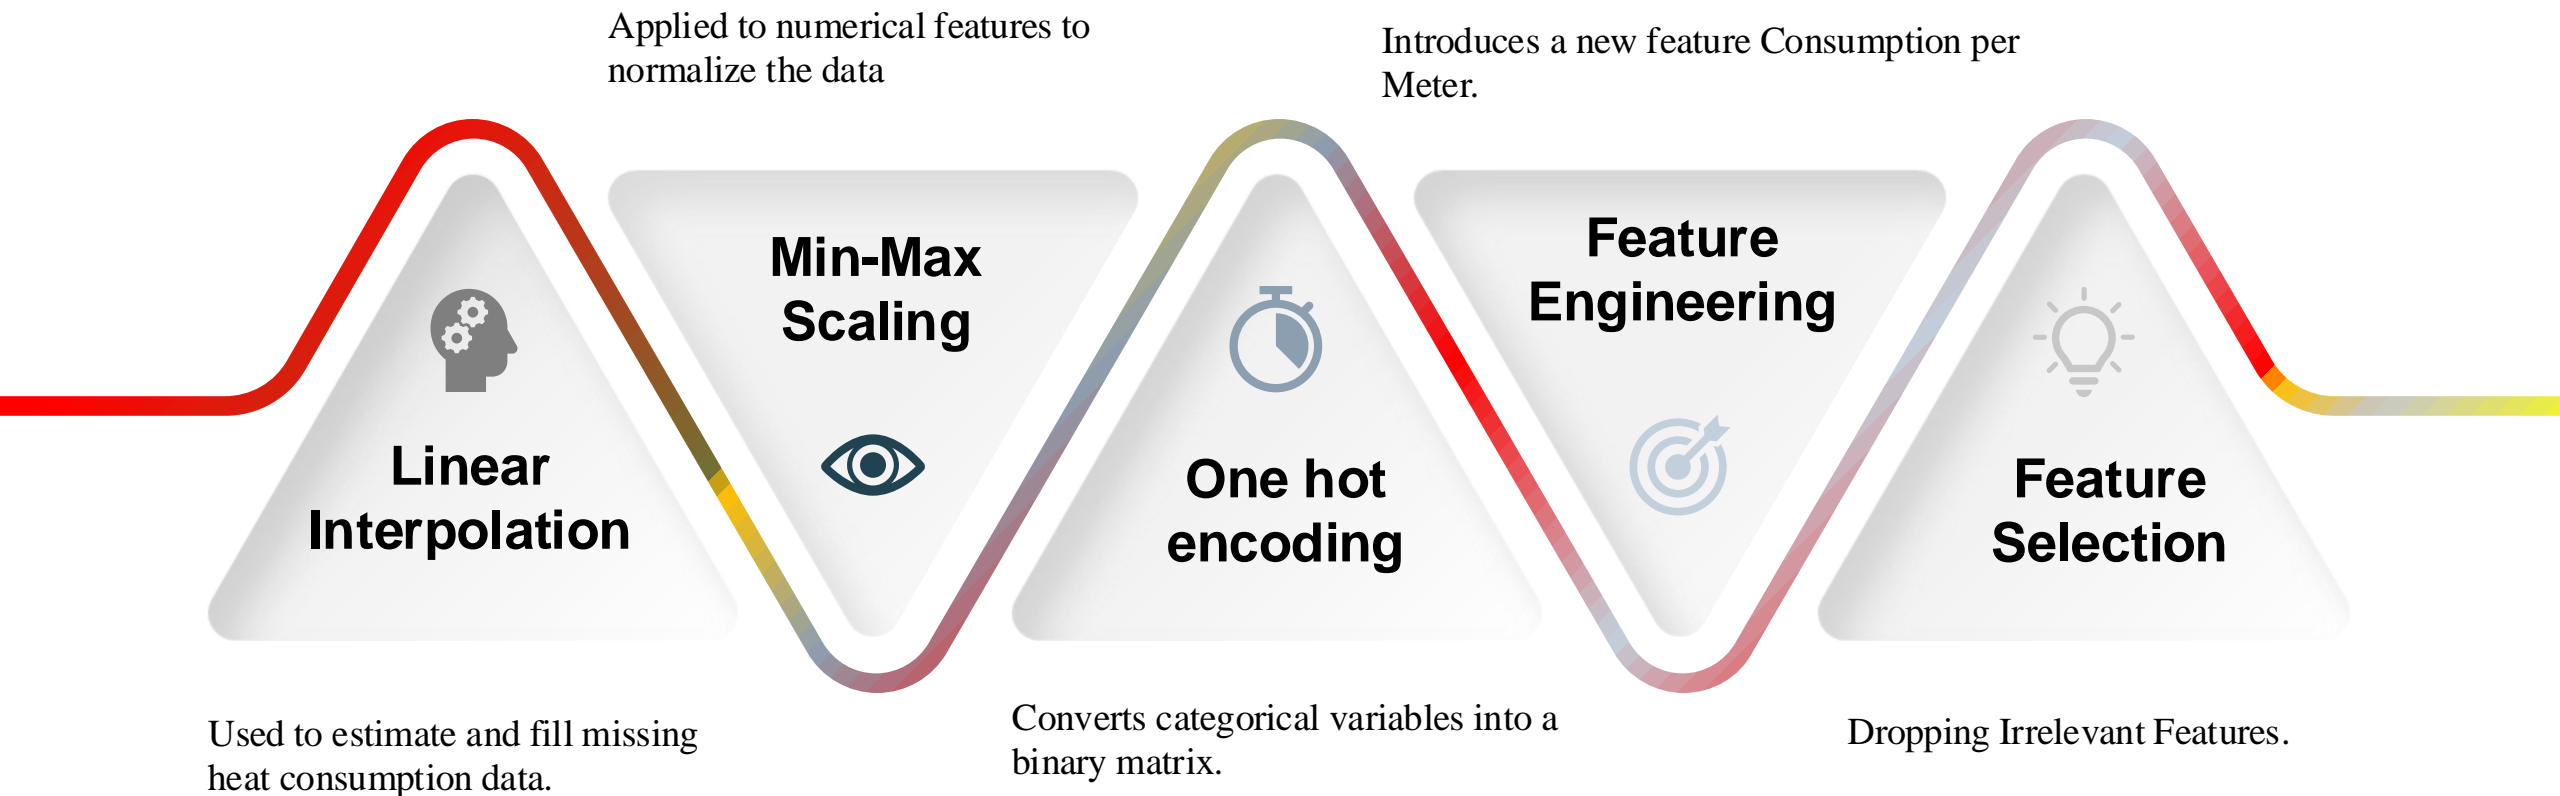 Applied to numerical features to
normalize the data
Introduces a new feature Consumption per
Meter.
Linear
Interpolation
Min-Max
Scaling
One hot
encoding
Feature
Engineering
Feature
Selection
Used to estimate and fill missing
heat consumption data.
Converts categorical variables into a
binary matrix.
Dropping Irrelevant Features.